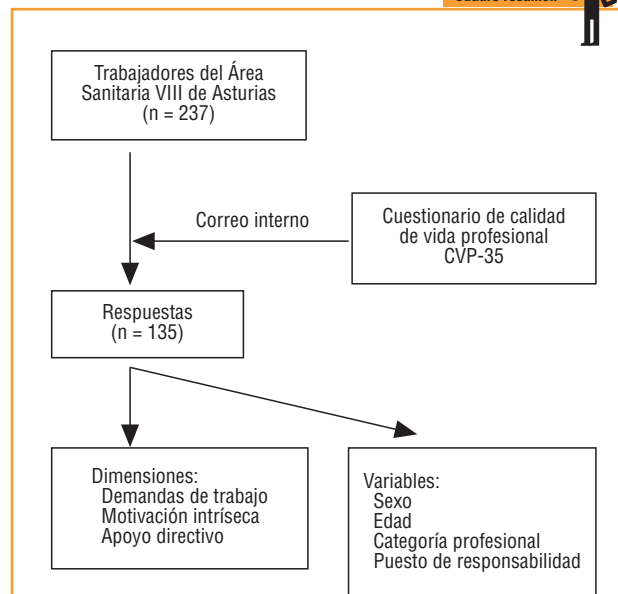 Trabajadores del Área
Sanitaria VIII de Asturias
(n = 237)
Correo interno
Cuestionario de calidad
de vida profesional
CVP-35
Respuestas
(n = 135)
Dimensiones:
Demandas de trabajo
Motivación intríseca
Apoyo directivo
Variables:
Sexo
Edad
Categoría profesional
Puesto de responsabilidad